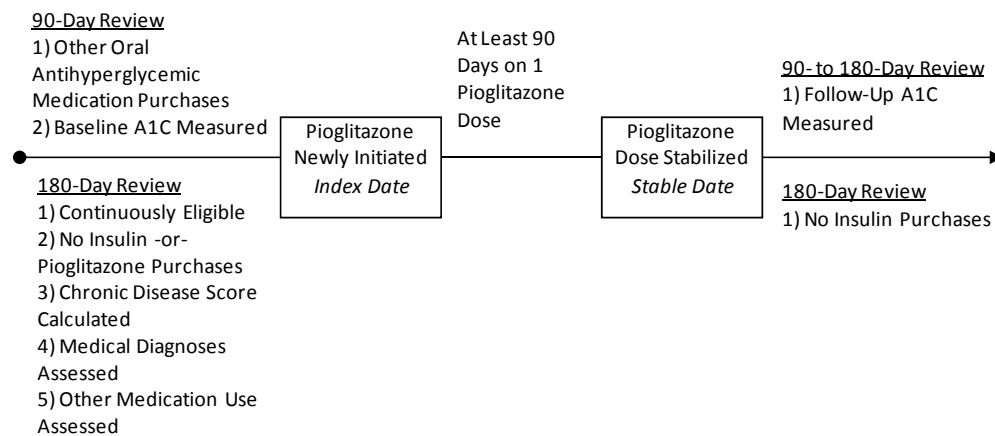 90-Day Review
1) Other Oral
Antihyperglycemic
Medication Purchases
2) Baseline A1C Measured
180-Day Review
1) Continuously Eligible
2) No Insulin -or-
Pioglitazone Purchases
3) Chronic Disease Score
Calculated
4) Medical Diagnoses
Assessed
5) Other Medication Use
Assessed
Pioglitazone
Newly Initiated
Index Date
At Least 90
Days on 1
Pioglitazone
Dose
Pioglitazone
Dose Stabilized
Stable Date
90- to 180-Day Review
1) Follow-Up A1C
Measured
180-Day Review
1) No Insulin Purchases